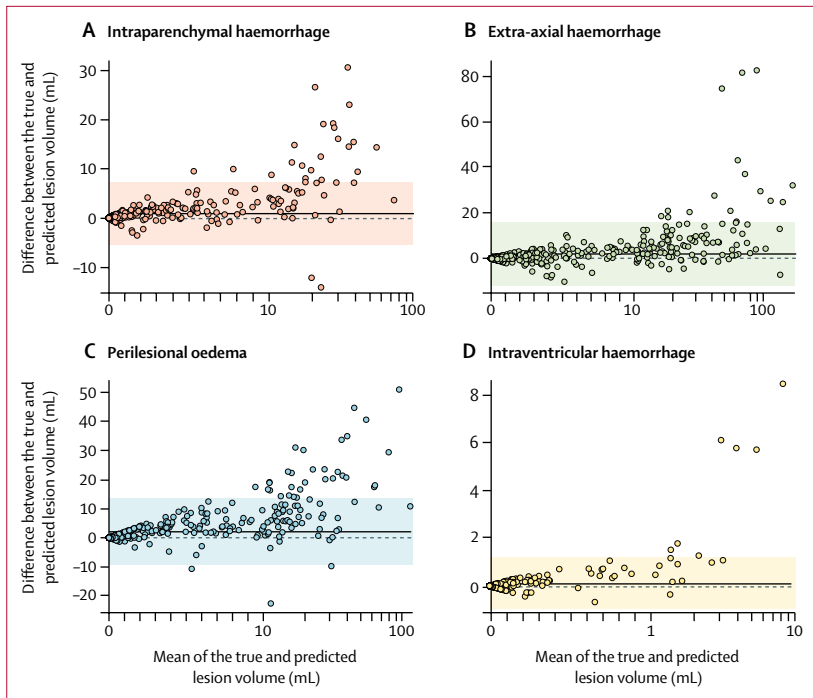 A Intraparenchymal haemorrhage
Difference between the true and
predicted lesion volume (mL)
30
20
10
0
−10
0
10
100
B Extra-axial haemorrhage
80
60
40
20
0
0
10
100
C Perilesional oedema
Difference between the true and
predicted lesion volume (mL)
50
40
30
20
10
0
−10
−20
0
10
100
Mean of the true and predicted
lesion volume (mL)
D Intraventricular haemorrhage
8
6
4
2
0
0
1
10
Mean of the true and predicted
lesion volume (mL)